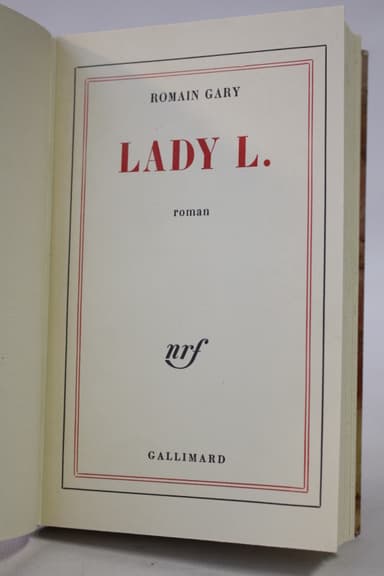 ROMAIN GARY
LADY L.
roman
nrf
GALLIMARD